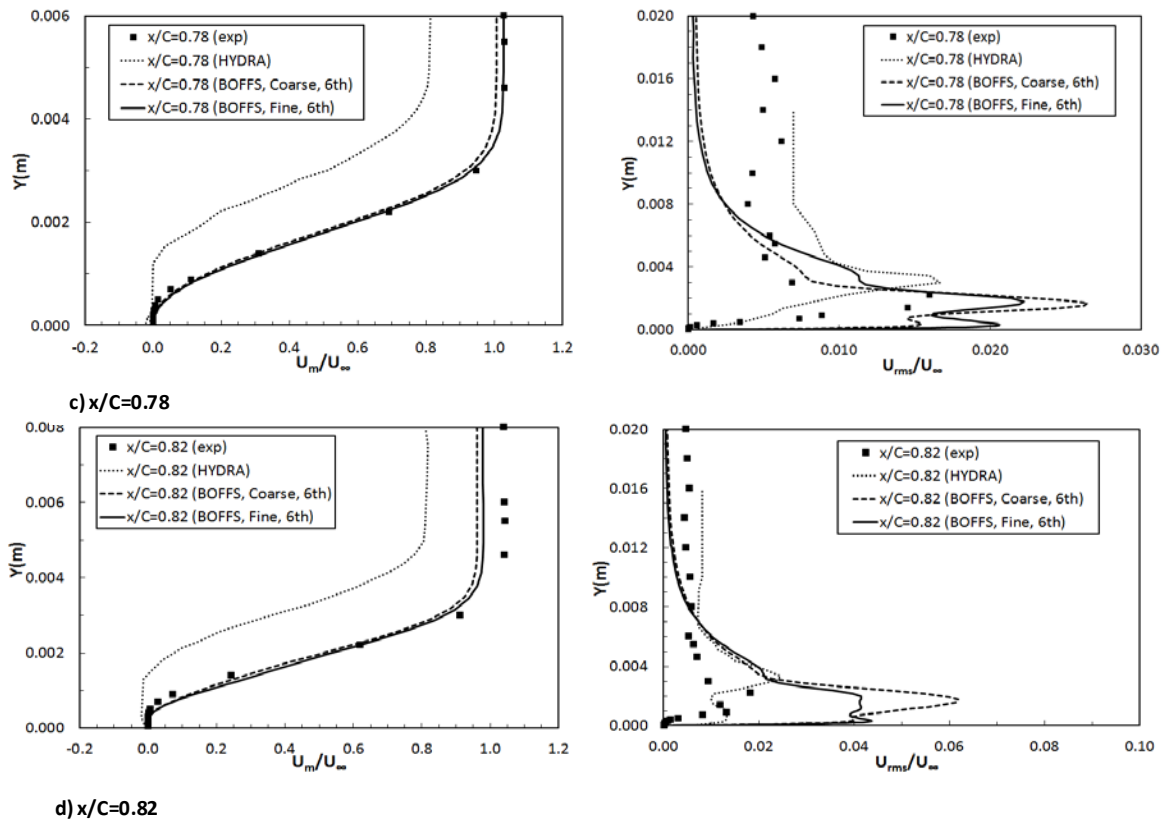 0.006
0.004
0.002
0.000
Y(m)
x/C=0.78 (exp)
x/C=0.78 (HYDRA)
x/C=0.78 (BOFFS, Coarse, 6th)
x/C=0.78 (BOFFS, Fine, 6th)
-0.2 0.0 0.2 0.4 0.6 0.8 1.0 1.2
Um/U∞
0.020
0.016
0.012
0.008
0.004
0.000
Y(m)
x/C=0.78 (exp)
x/C=0.78 (HYDRA)
x/C=0.78 (BOFFS, Coarse, 6th)
x/C=0.78 (BOFFS, Fine, 6th)
0.000 0.010 0.020 0.030
Urms/U∞
c) x/C=0.78
0.008
0.006
0.004
0.002
0.000
Y(m)
x/C=0.82 (exp)
x/C=0.82 (HYDRA)
x/C=0.82 (BOFFS, Coarse, 6th)
x/C=0.82 (BOFFS, Fine, 6th)
-0.2 0.0 0.2 0.4 0.6 0.8 1.0 1.2
Um/U∞
0.020
0.016
0.012
0.008
0.004
0.000
Y(m)
x/C=0.82 (exp)
x/C=0.82 (HYDRA)
x/C=0.82 (BOFFS, Coarse, 6th)
x/C=0.82 (BOFFS, Fine, 6th)
0.00 0.02 0.04 0.06 0.08 0.10
Urms/U∞
d) x/C=0.82